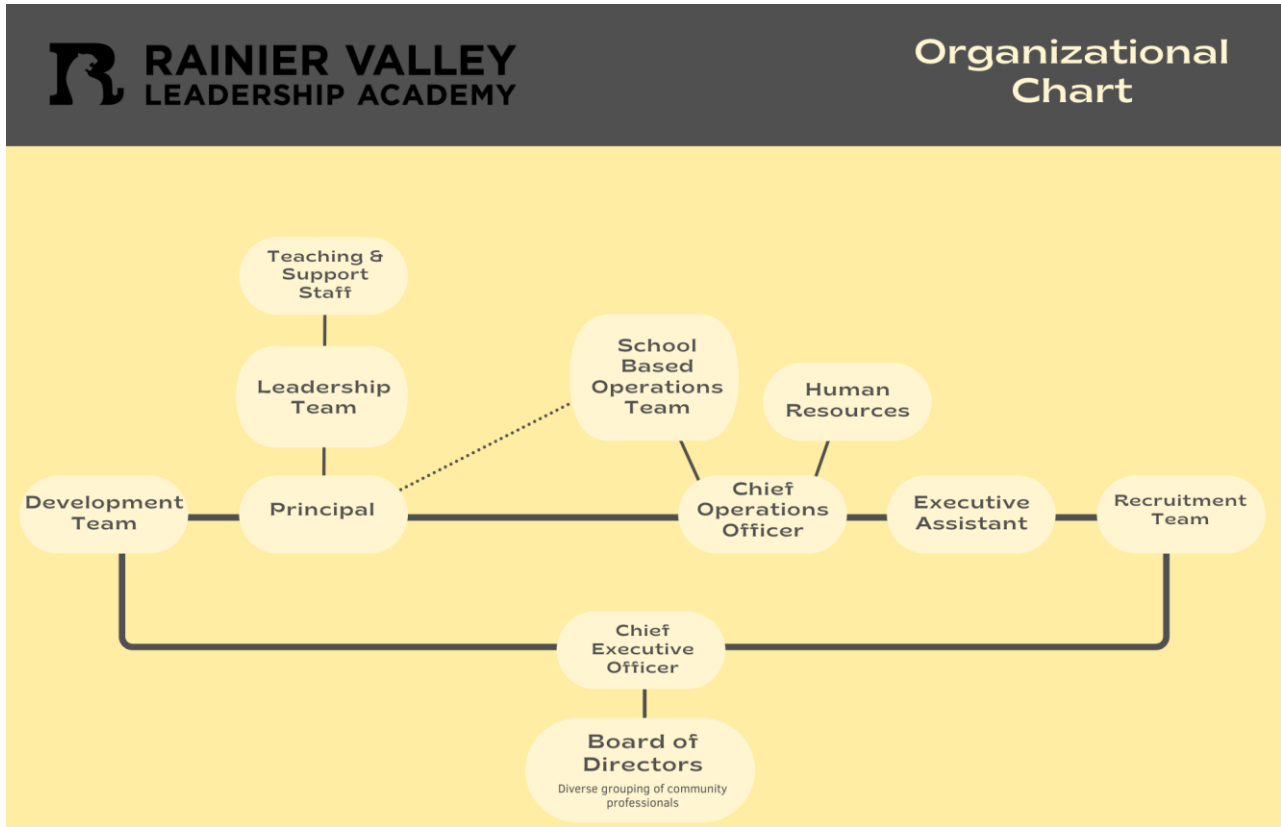 RAINIER VALLEY
LEADERSHIP ACADEMY
Organizational
Chart
Teaching &
Support
Staff
Leadership
Team
School
Based
Operations
Team
Human
Resources
Development
Team
Principal
Chief
Operations
Officer
Executive
Assistant
Recruitment
Team
Chief
Executive
Officer
Board of
Directors
Diverse grouping of community
professionals